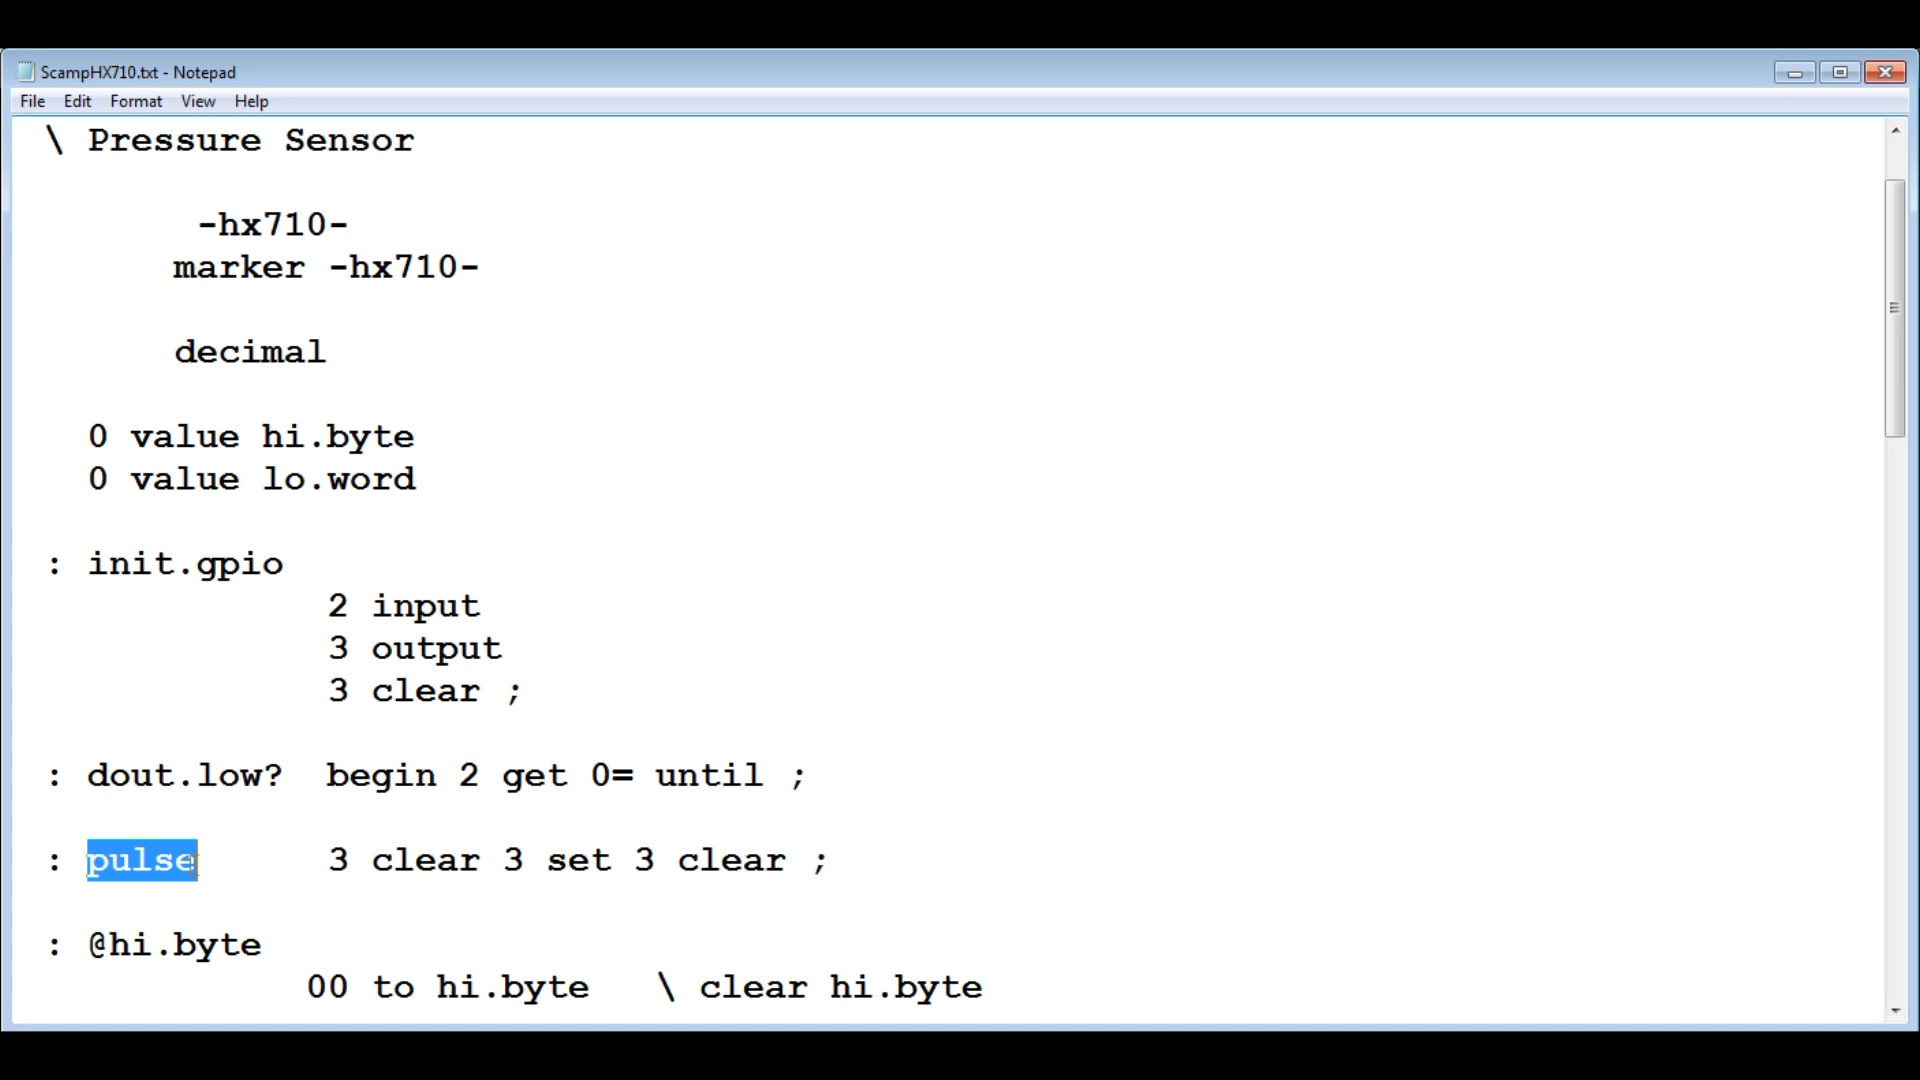 ScampHX710.txt - Notepad
File Edit Format View Help
\ Pressure Sensor
-hx710-
marker -hx710-
decimal
0 value hi.byte
0 value lo.word
: init.gpio
2 input
3 output
3 clear ;
: dout.low? begin 2 get 0= until ;
: pulse 3 clear 3 set 3 clear ;
: @hi.byte
00 to hi.byte \ clear hi.byte